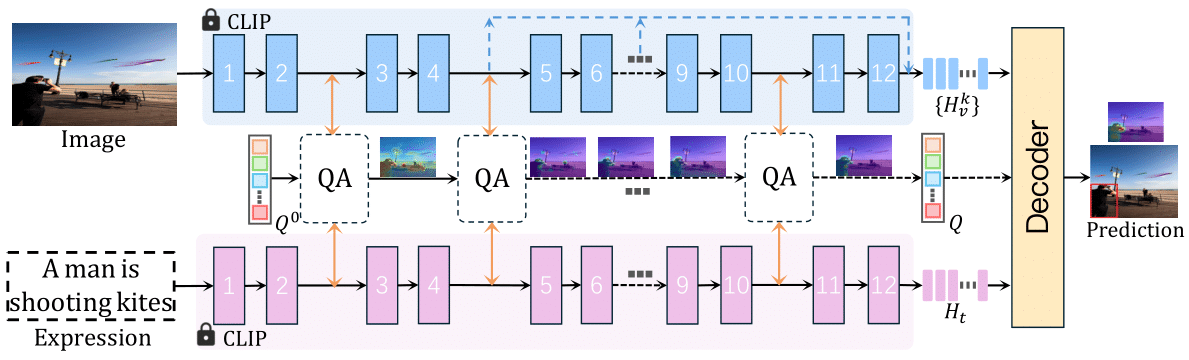 CLIP
1 2 3 4 5 6 9 10 11 12
{H_v^k}
Image
QA QA QA
Q^0
Q
Decoder
Prediction
A man is
shooting kites
Expression
1 2 3 4 5 6 9 10 11 12
H_t
CLIP